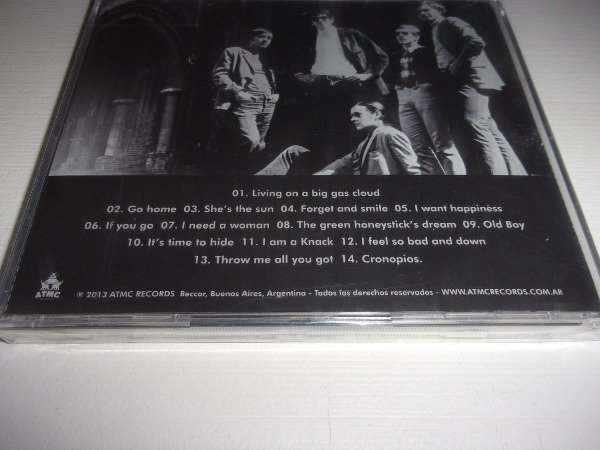 01. Living on a big gas cloud
02. Go home 03. She's the sun 04. Forget and smile 05. I want happinèss
06. If you go 07. I need a woman 08. The green honeystick's dream 09. Old Boy
10. It's time to hide 11. I am a Knack 12. I feel so bad and down
13. Throw me all you got 14. Cronopios.
ATMC
℗ 2013 ATMC RECORDS Beccar, Buenos Aires, Argentina - Todos los derechos reservados - WWW.ATMCRECORDS.COM.AR